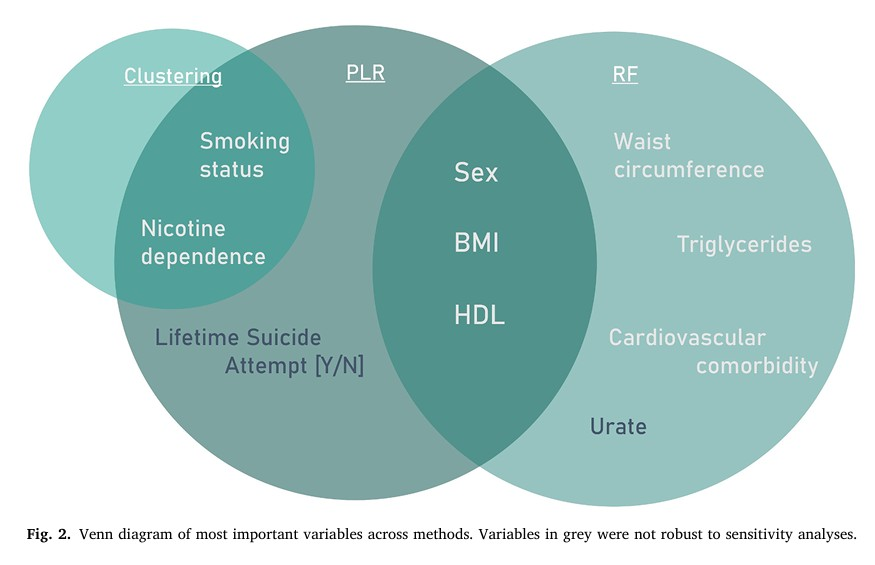 Clustering
PLR
RF
Smoking
status
Nicotine
dependence
Lifetime Suicide
Attempt [Y/N]
Sex
BMI
HDL
Waist
circumference
Triglycerides
Cardiovascular
comorbidity
Urate
Fig. 2. Venn diagram of most important variables across methods. Variables in grey were not robust to sensitivity analyses.